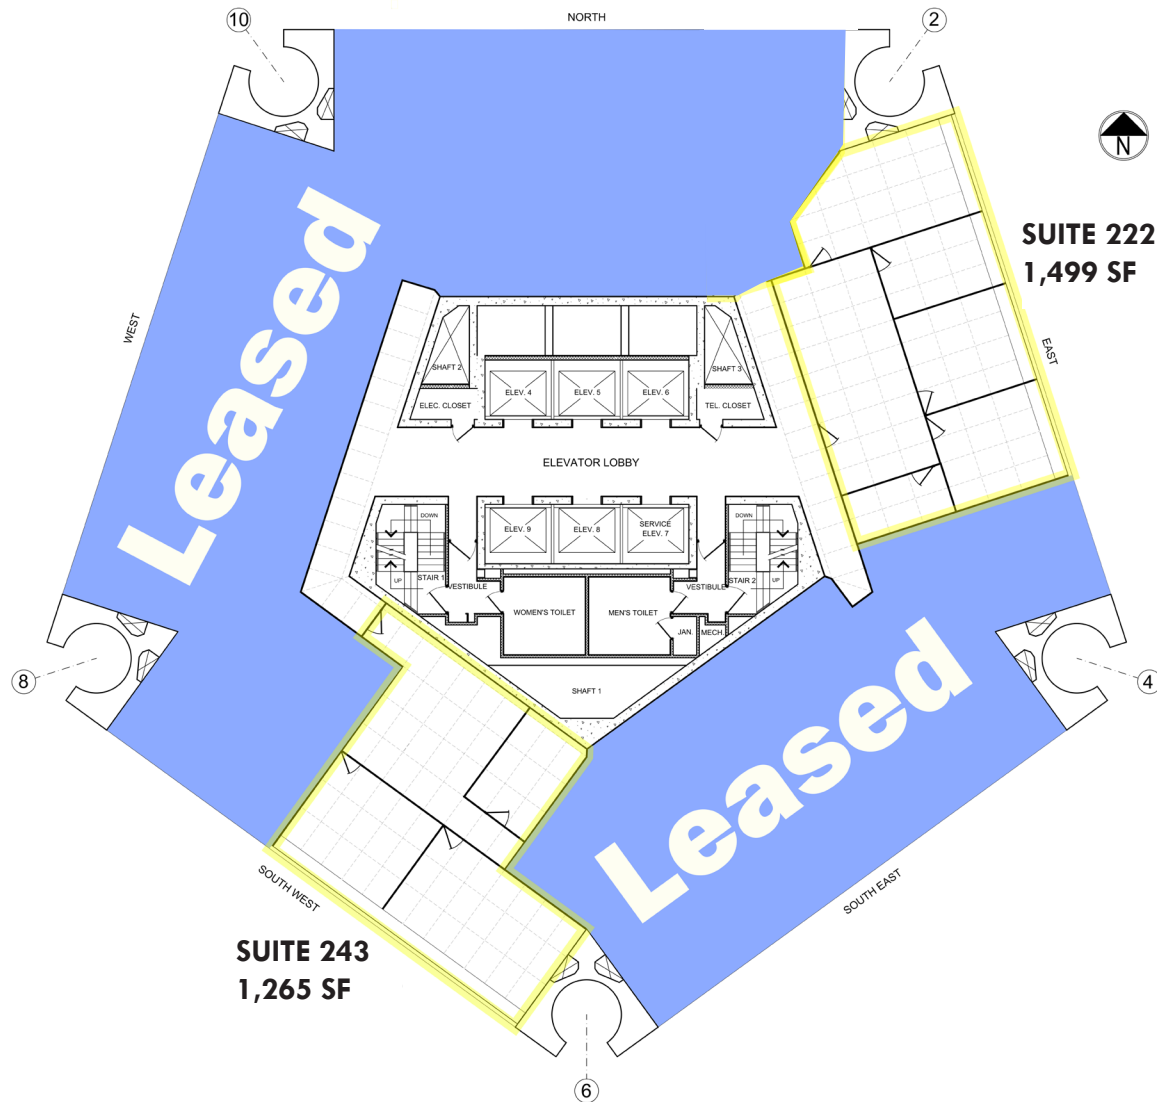 NORTH
10
2
N
SUITE 222
1,499 SF
Leased
WEST
EAST
SHAFT 2
SHAFT 3
ELEV. 4
ELEV. 5
ELEV. 6
ELEC. CLOSET
TEL. CLOSET
ELEVATOR LOBBY
DOWN
DOWN
ELEV. 9
ELEV. 8
SERVICE
ELEV. 7
UP
STAIR 1
VESTIBULE
VESTIBULE
STAIR 2
UP
WOMEN'S TOILET
MEN'S TOILET
JAN.
MECH.
8
4
SHAFT 1
Leased
SOUTH WEST
SOUTH EAST
SUITE 243
1,265 SF
6